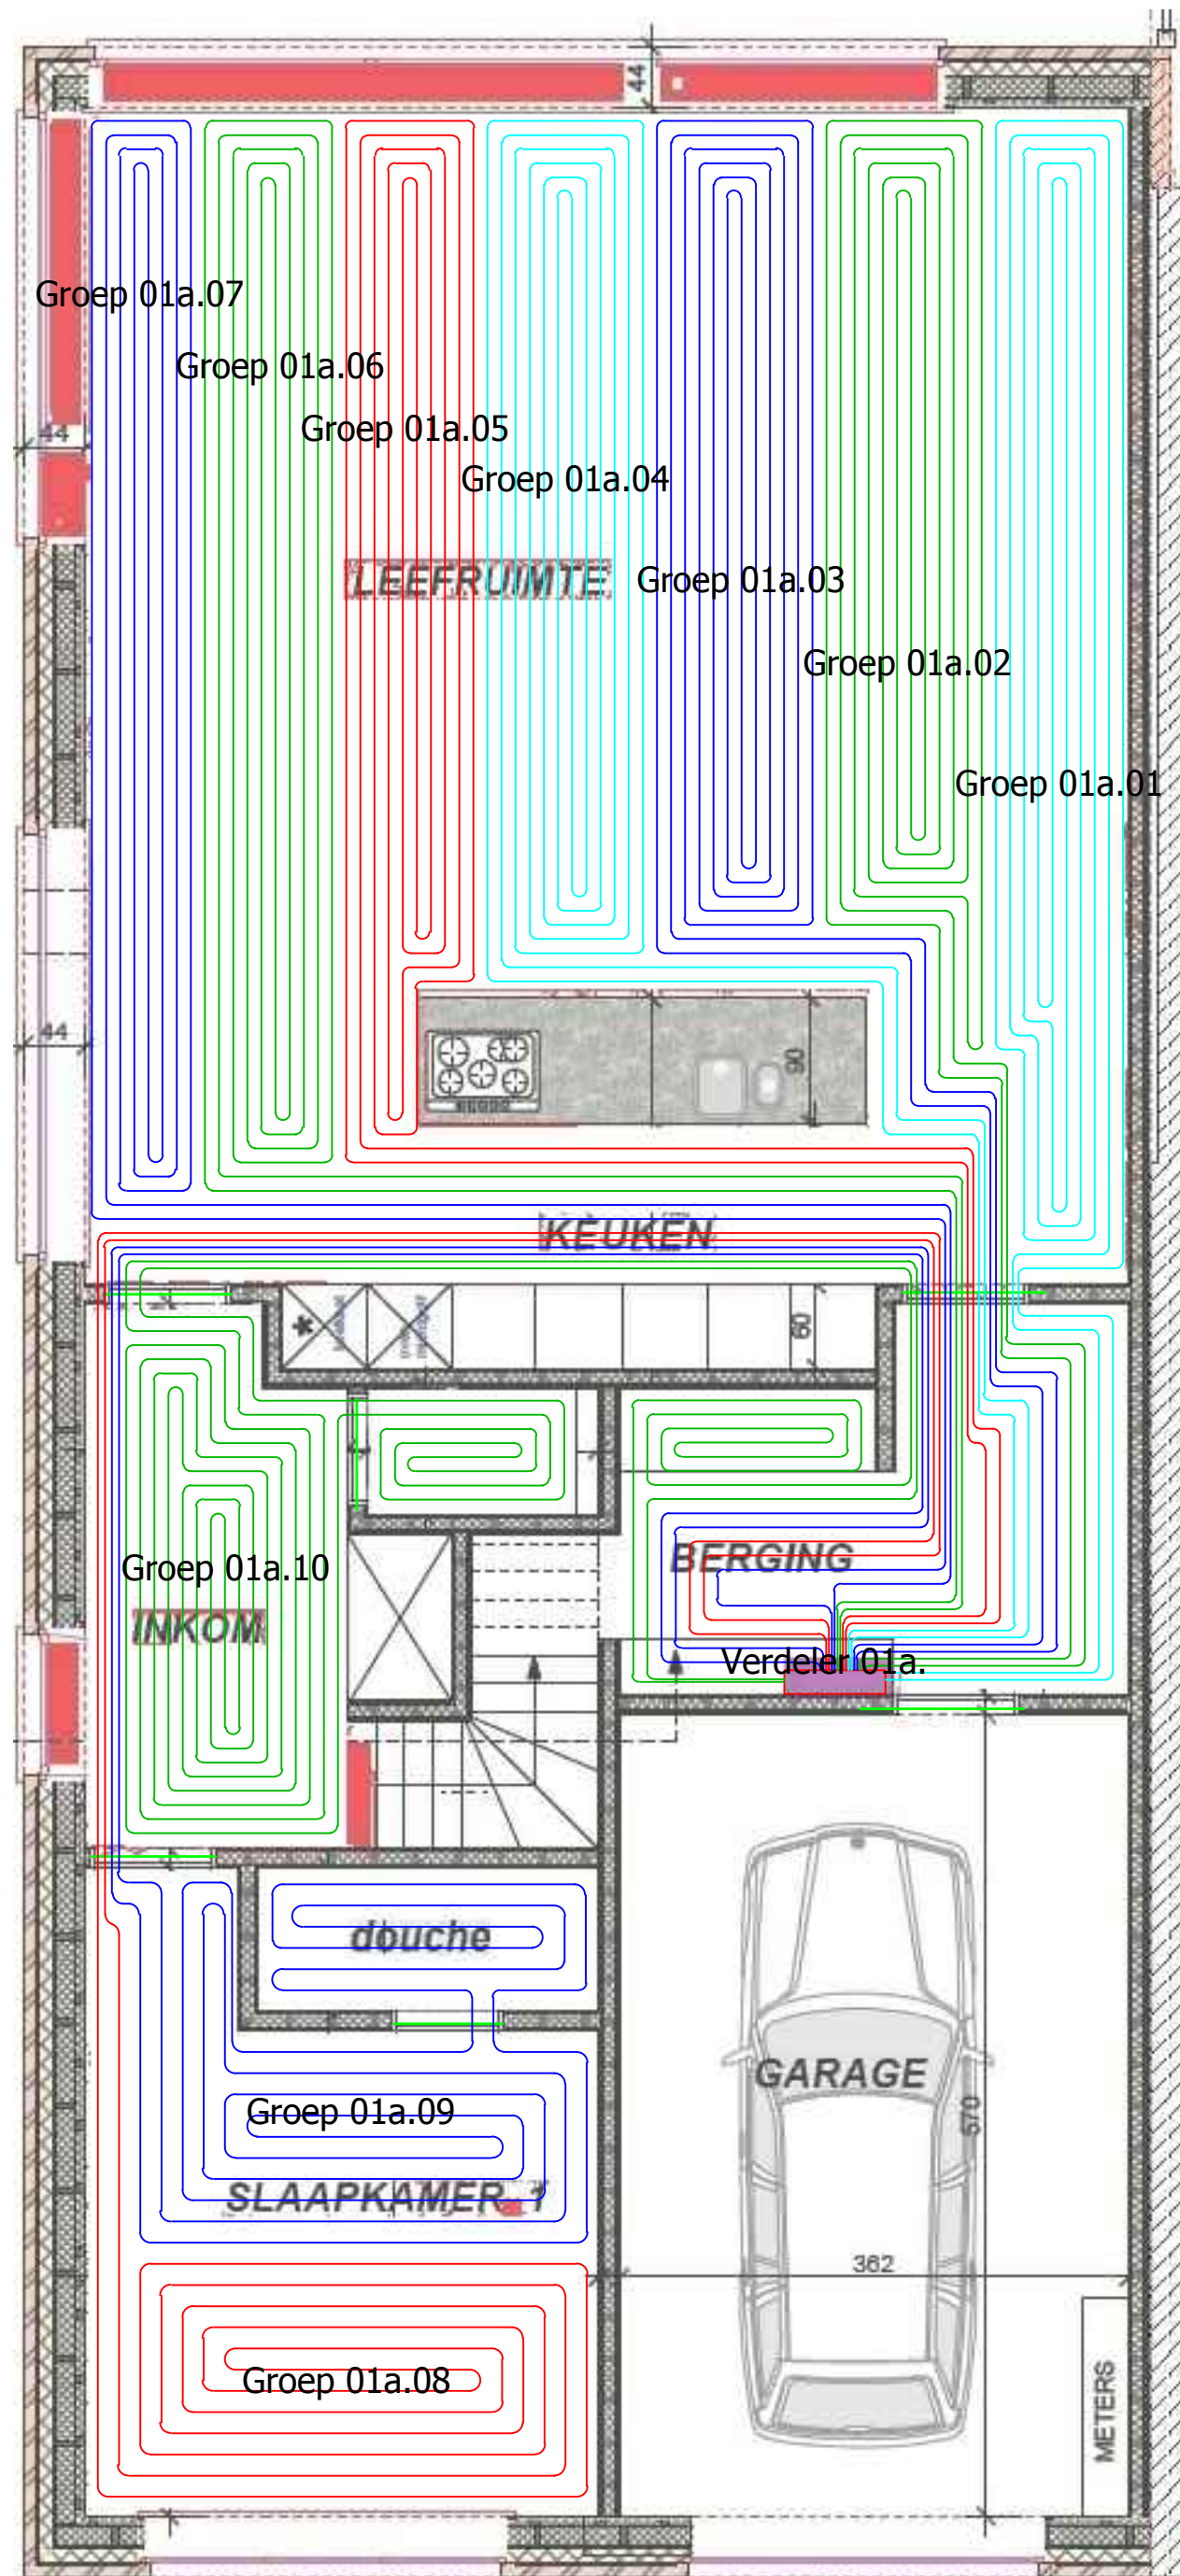 44
Groep 01a.07
Groep 01a.06
Groep 01a.05
44
Groep 01a.04
LEEFRUIMTE
Groep 01a.03
Groep 01a.02
Groep 01a.01
44
90
KEUKEN
*
60
BERGING
Groep 01a.10
INKOM
Verdeler 01a.
douche
GARAGE
570
Groep 01a.09
SLAAPKAMER 1
362
Groep 01a.08
METERS